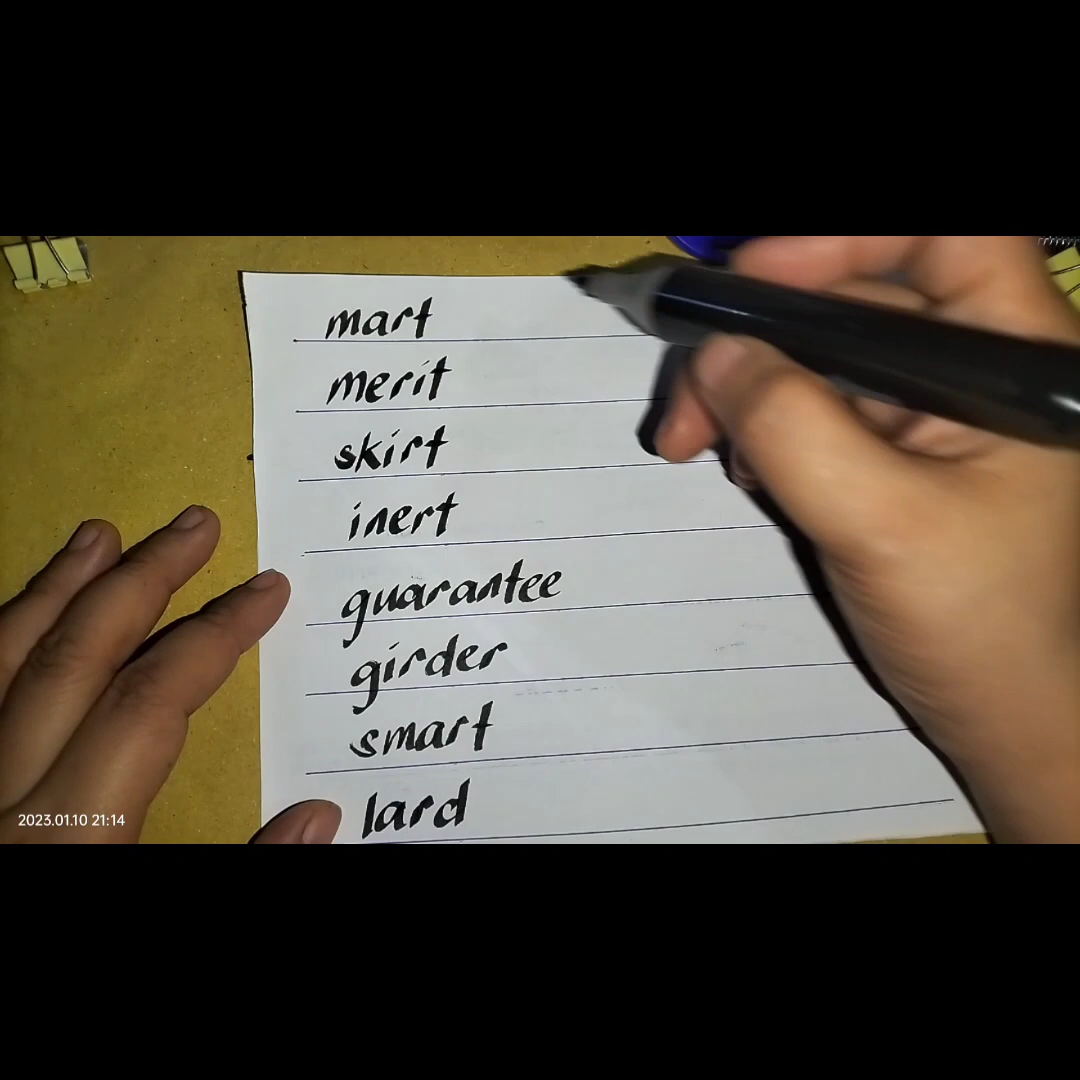 mart
merit
skirt
inert
guarantee
girder
smart
lard
2023.01.10 21:14